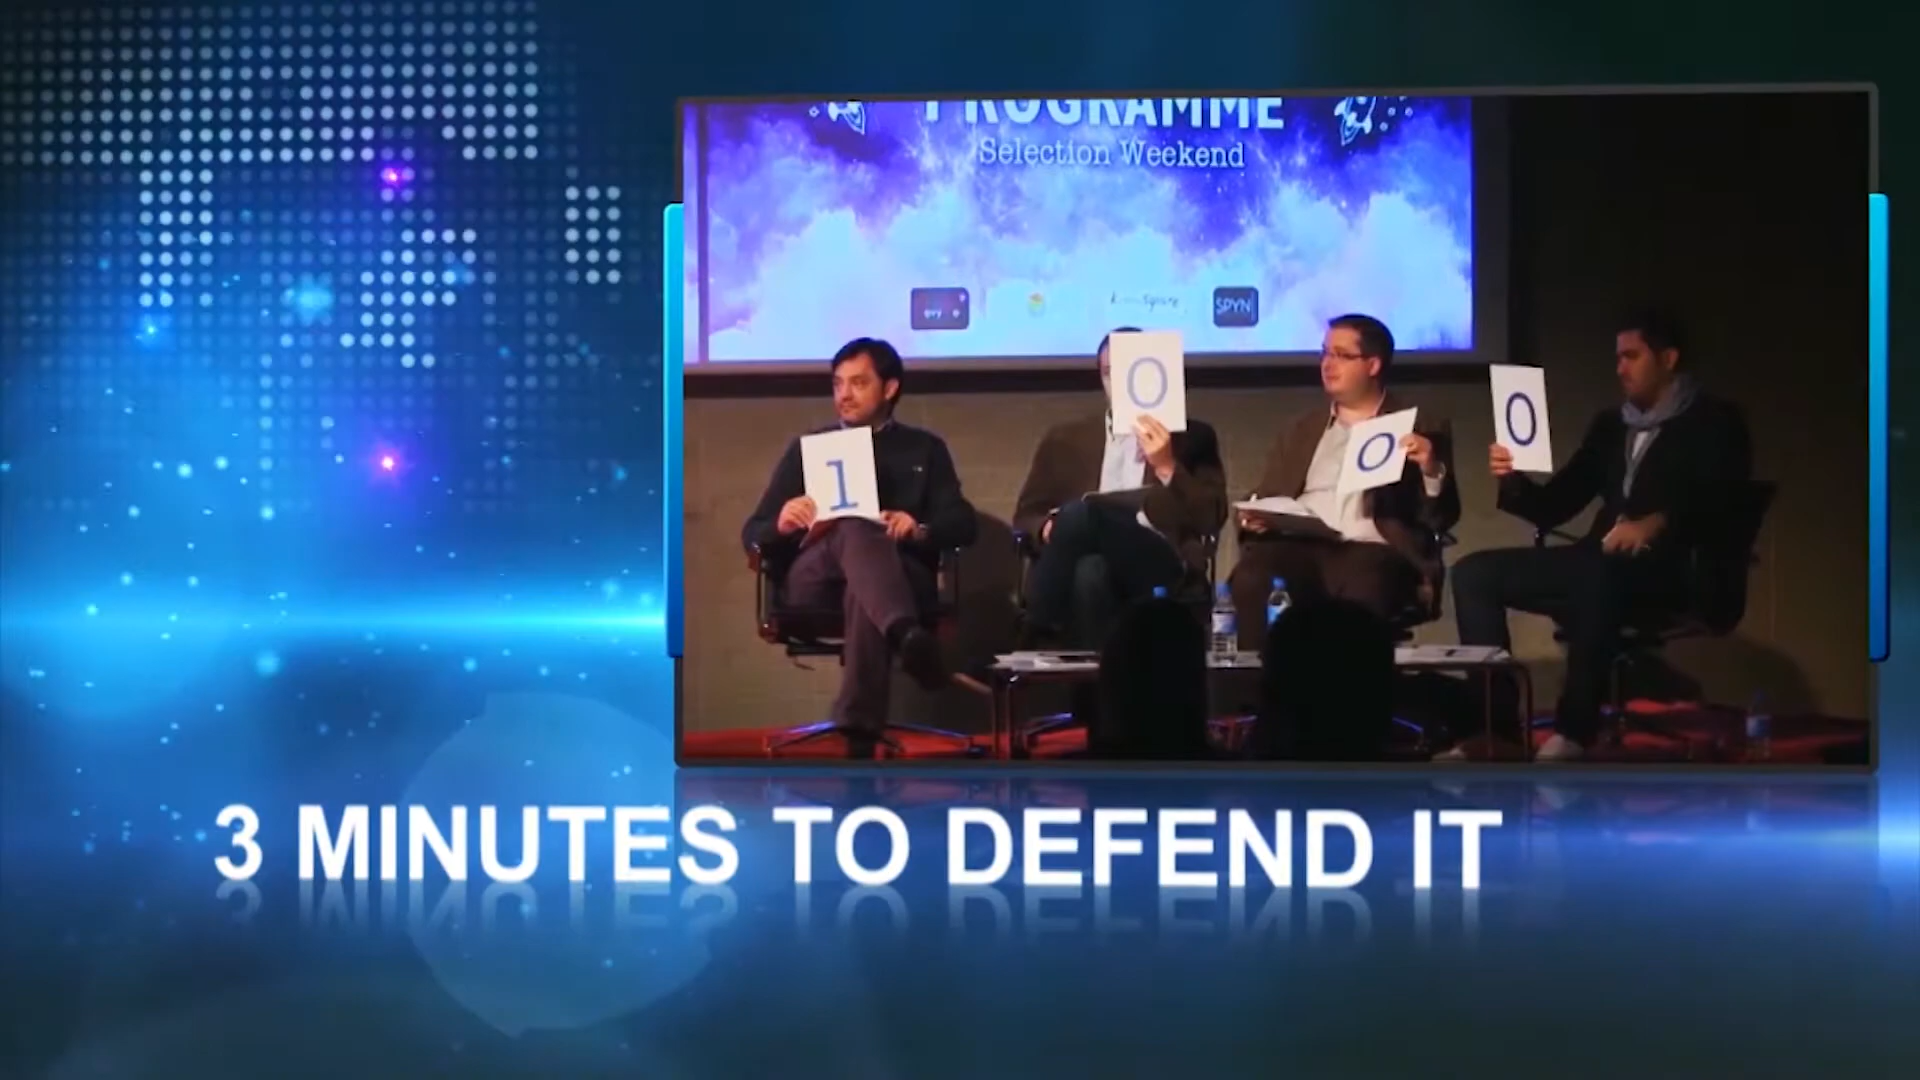 PROGRAMME
Selection Weekend
SPYN
1
0
0
0
3 MINUTES TO DEFEND IT